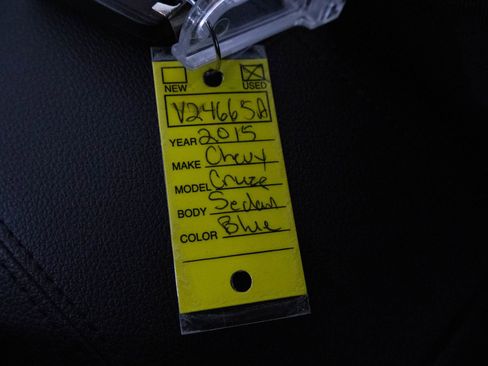 NEW USED
V24665A
YEAR 2015
MAKE Chevy
MODEL Cruze
BODY Sedan
COLOR Blue